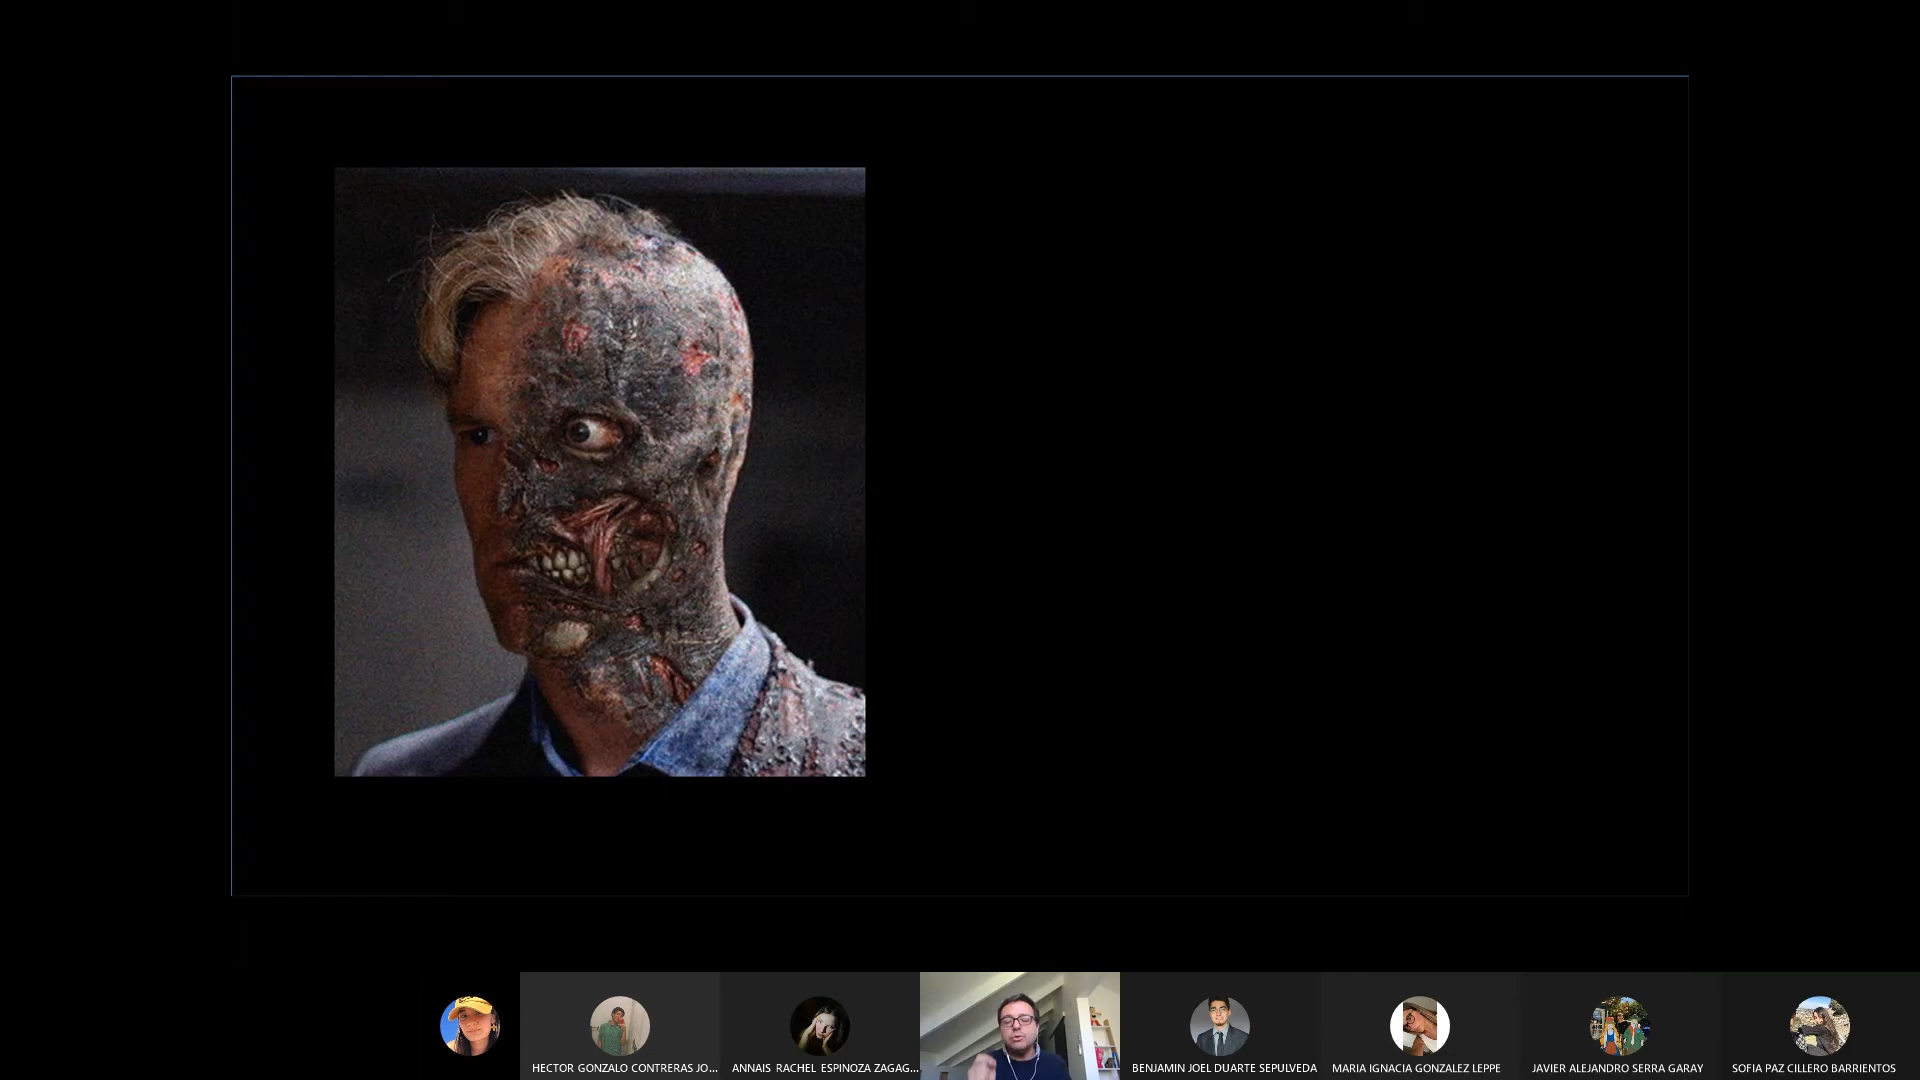 HECTOR GONZALO CONTRERAS JO...
ANNAIS RACHEL ESPINOZA ZAGAG...
BENJAMIN JOEL DUARTE SEPULVEDA
MARIA IGNACIA GONZALEZ LEPPE
JAVIER ALEJANDRO SERRA GARAY
SOFIA PAZ CILLERO BARRIENTOS